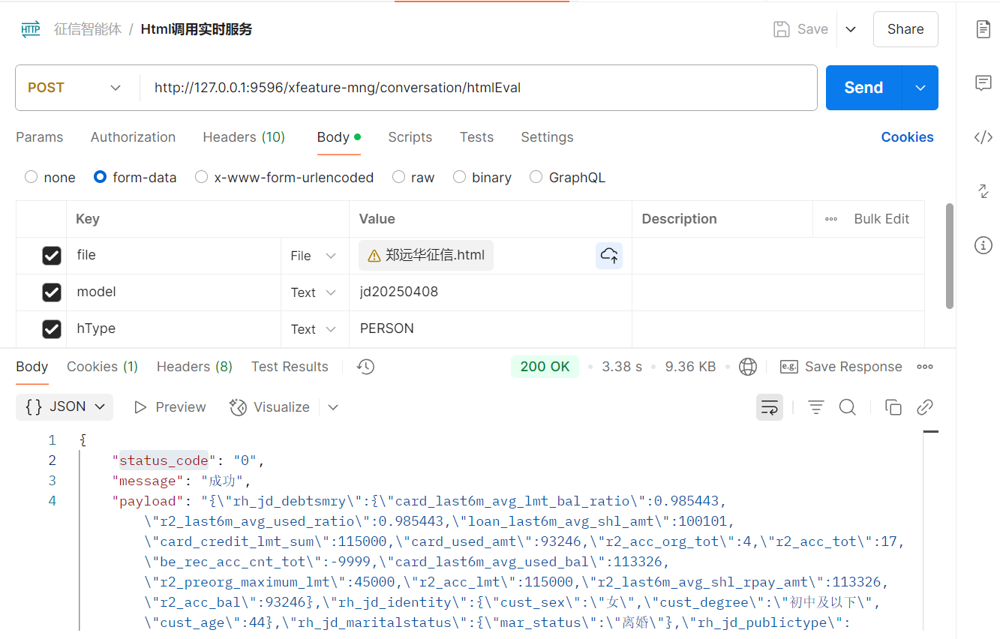 HTTP 征信智能体 / Html调用实时服务 Save Share
POST http://127.0.0.1:9596/xfeature-mng/conversation/htmlEval Send
Params Authorization Headers (10) Body Scripts Tests Settings Cookies
none form-data x-www-form-urlencoded raw binary GraphQL
Key Value Description Bulk Edit
file File 郑远华征信.html
model Text jd20250408
hType Text PERSON
Body Cookies (1) Headers (8) Test Results 200 OK 3.38 s 9.36 KB e.g. Save Response
{} JSON Preview Visualize
1 {
2 "status_code": "0",
3 "message": "成功",
4 "payload": "{\"rh_jd_debtsmry\":{\"card_last6m_avg_lmt_bal_ratio\":0.985443,
\"r2_last6m_avg_used_ratio\":0.985443,\"loan_last6m_avg_shl_amt\":100101,
\"card_credit_lmt_sum\":115000,\"card_used_amt\":93246,\"r2_acc_org_tot\":4,\"r2_acc_tot\":17,
\"be_rec_acc_cnt_tot\":-9999,\"card_last6m_avg_used_bal\":113326,
\"r2_preorg_maximum_lmt\":45000,\"r2_acc_lmt\":115000,\"r2_last6m_avg_shl_rpay_amt\":113326,
\"r2_acc_bal\":93246},\"rh_jd_identity\":{\"cust_sex\":\"女\",\"cust_degree\":\"初中及以下\",
\"cust_age\":44},\"rh_jd_maritalstatus\":{\"mar_status\":\"离婚\"},\"rh_jd_publictype\":